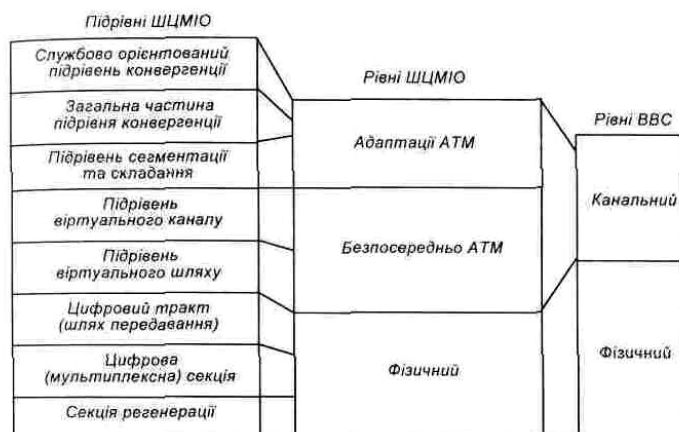 Підрівні ШЦМІО
Службово орієнтований
підрівень конвергенції
Загальна частина
підрівня конвергенції
Підрівень сегментації
та складання
Підрівень
віртуального каналу
Підрівень
віртуального шляху
Цифровий тракт
(шлях передавання)
Цифрова
(мультиплексна) секція
Секція регенерації
Рівні ШЦМІО
Адаптації АТМ
Безпосередньо АТМ
Фізичний
Рівні ВВС
Канальний
Фізичний